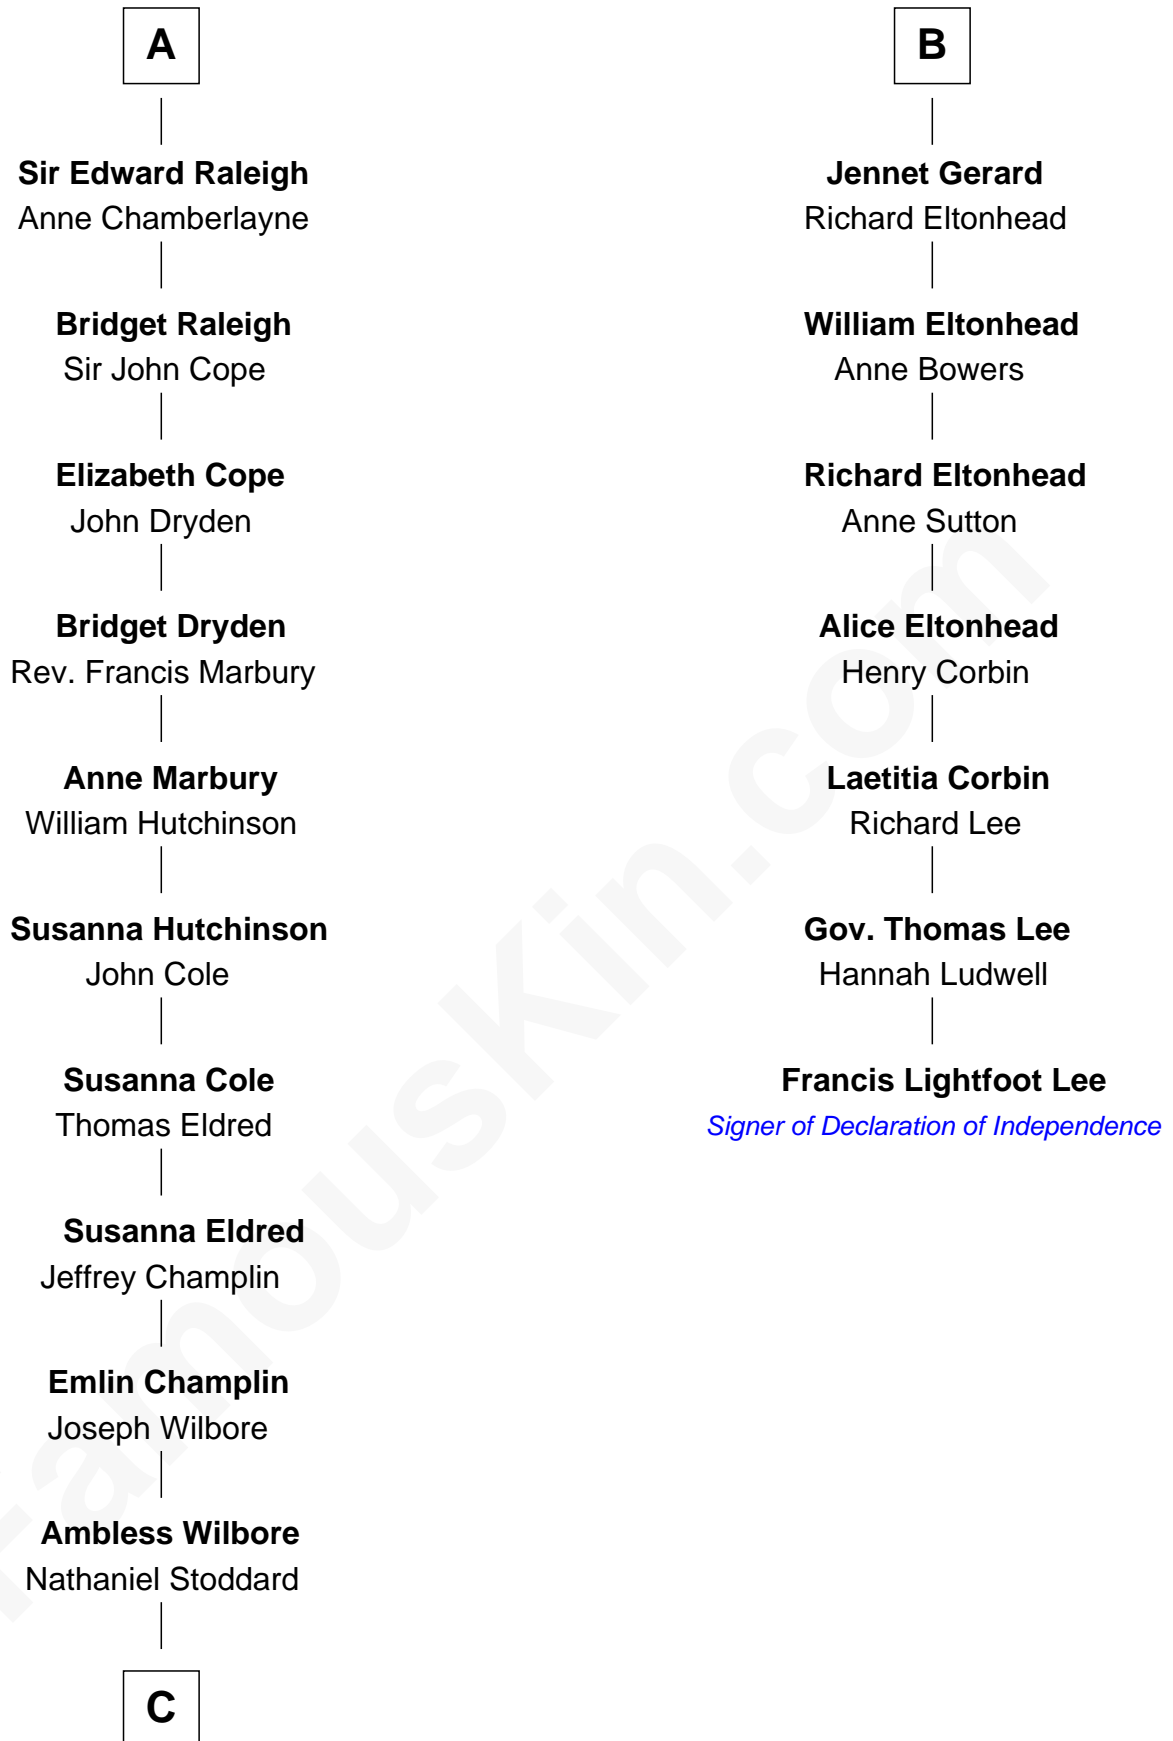 A
Sir Edward Raleigh
Anne Chamberlayne
Bridget Raleigh
Sir John Cope
Elizabeth Cope
John Dryden
Bridget Dryden
Rev. Francis Marbury
Anne Marbury
William Hutchinson
Susanna Hutchinson
John Cole
Susanna Cole
Thomas Eldred
Susanna Eldred
Jeffrey Champlin
Emlin Champlin
Joseph Wilbore
Ambless Wilbore
Nathaniel Stoddard
C
B
Jennet Gerard
Richard Eltonhead
William Eltonhead
Anne Bowers
Richard Eltonhead
Anne Sutton
Alice Eltonhead
Henry Corbin
Laetitia Corbin
Richard Lee
Gov. Thomas Lee
Hannah Ludwell
Francis Lightfoot Lee
Signer of Declaration of Independence
FamousKin.com